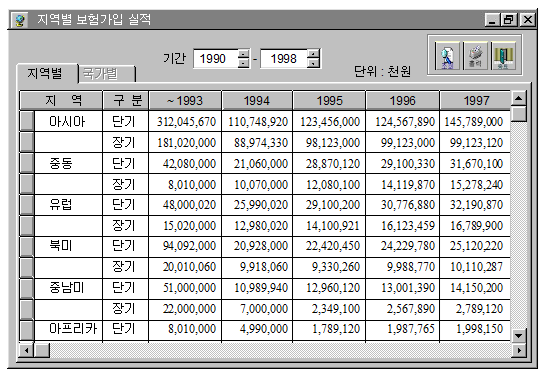 지역별 보험가입 실적
기간 1990 - 1998
단위 : 천원
출력 종료
지역별 국가별
지 역 구 분 ~1993 1994 1995 1996 1997
아시아 단기 312,045,670 110,748,920 123,456,000 124,567,890 145,789,000
장기 181,020,000 88,974,330 98,123,000 99,123,000 99,123,120
중동 단기 42,080,000 21,060,000 28,870,120 29,100,330 31,670,100
장기 8,010,000 10,070,000 12,080,100 14,119,870 15,278,240
유럽 단기 48,000,020 25,990,020 29,100,200 30,776,880 32,190,870
장기 15,020,000 12,980,020 14,100,921 16,123,459 16,789,900
북미 단기 94,092,000 20,928,000 22,420,450 24,229,780 25,120,220
장기 20,010,060 9,918,060 9,330,260 9,988,770 10,110,287
중남미 단기 51,000,000 10,989,940 12,960,120 13,001,390 14,150,200
장기 22,000,000 7,000,000 2,349,100 2,567,890 2,789,120
아프리카 단기 8,010,000 4,990,000 1,789,120 1,987,765 1,998,150